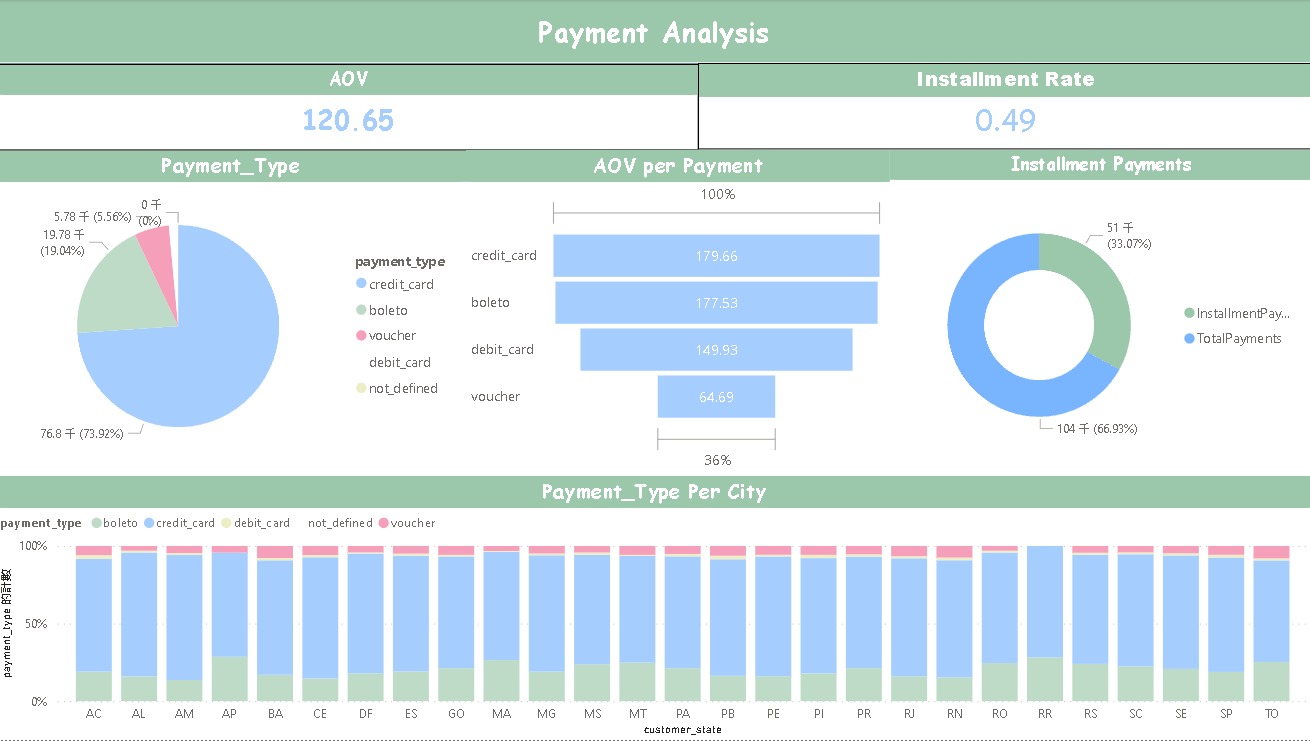 Payment Analysis
AOV
Installment Rate
120.65
0.49
Payment_Type
AOV per Payment
Installment Payments
0 千
(0%)
5.78 千 (5.56%)
19.78 千
(19.04%)
76.8 千 (73.92%)
payment_type
credit_card
boleto
voucher
debit_card
not_defined
100%
credit_card
179.66
boleto
177.53
debit_card
149.93
voucher
64.69
36%
51 千
(33.07%)
104 千 (66.93%)
InstallmentPay...
TotalPayments
Payment_Type Per City
payment_type boleto credit_card debit_card not_defined voucher
100%
50%
0%
payment_type 的計數
AC AL AM AP BA CE DF ES GO MA MG MS MT PA PB PE PI PR RJ RN RO RR RS SC SE SP TO
customer_state